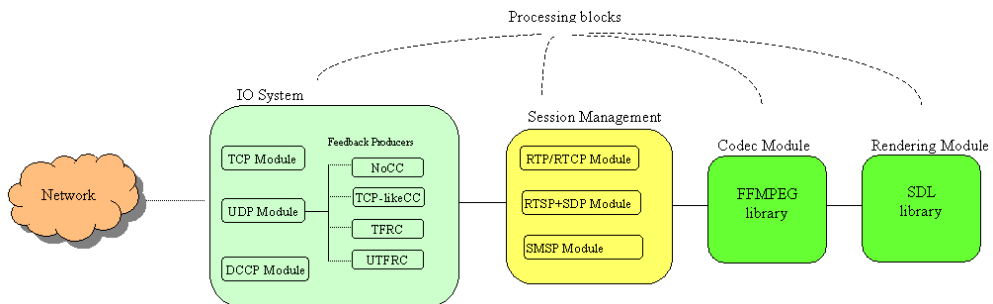 Processing blocks
IO System
Session Management
Codec Module
Rendering Module
Feedback Producers
TCP Module
NoCC
RTP/RTCP Module
Network
UDP Module
TCP-likeCC
RTSP+SDP Module
FFMPEG
library
SDL
library
TFRC
SMSP Module
UTFRC
DCCP Module